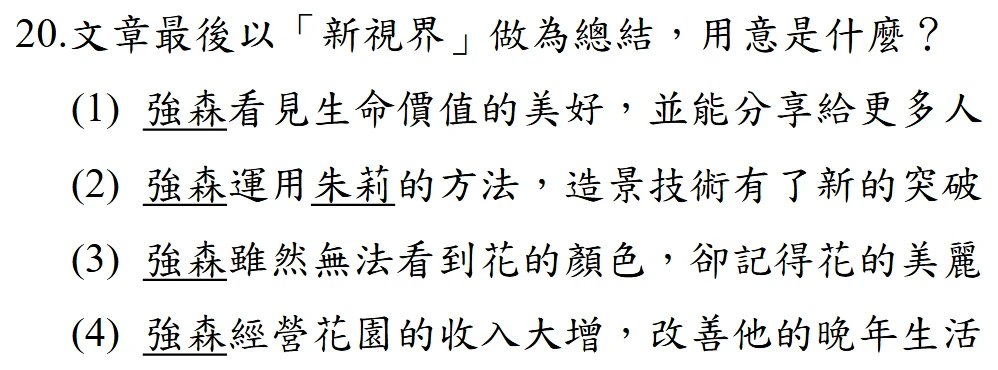 20.文章最後以「新視界」做為總結，用意是什麼？
(1) 強森看見生命價值的美好，並能分享給更多人
(2) 強森運用朱莉的方法，造景技術有了新的突破
(3) 強森雖然無法看到花的顏色，卻記得花的美麗
(4) 強森經營花園的收入大增，改善他的晚年生活